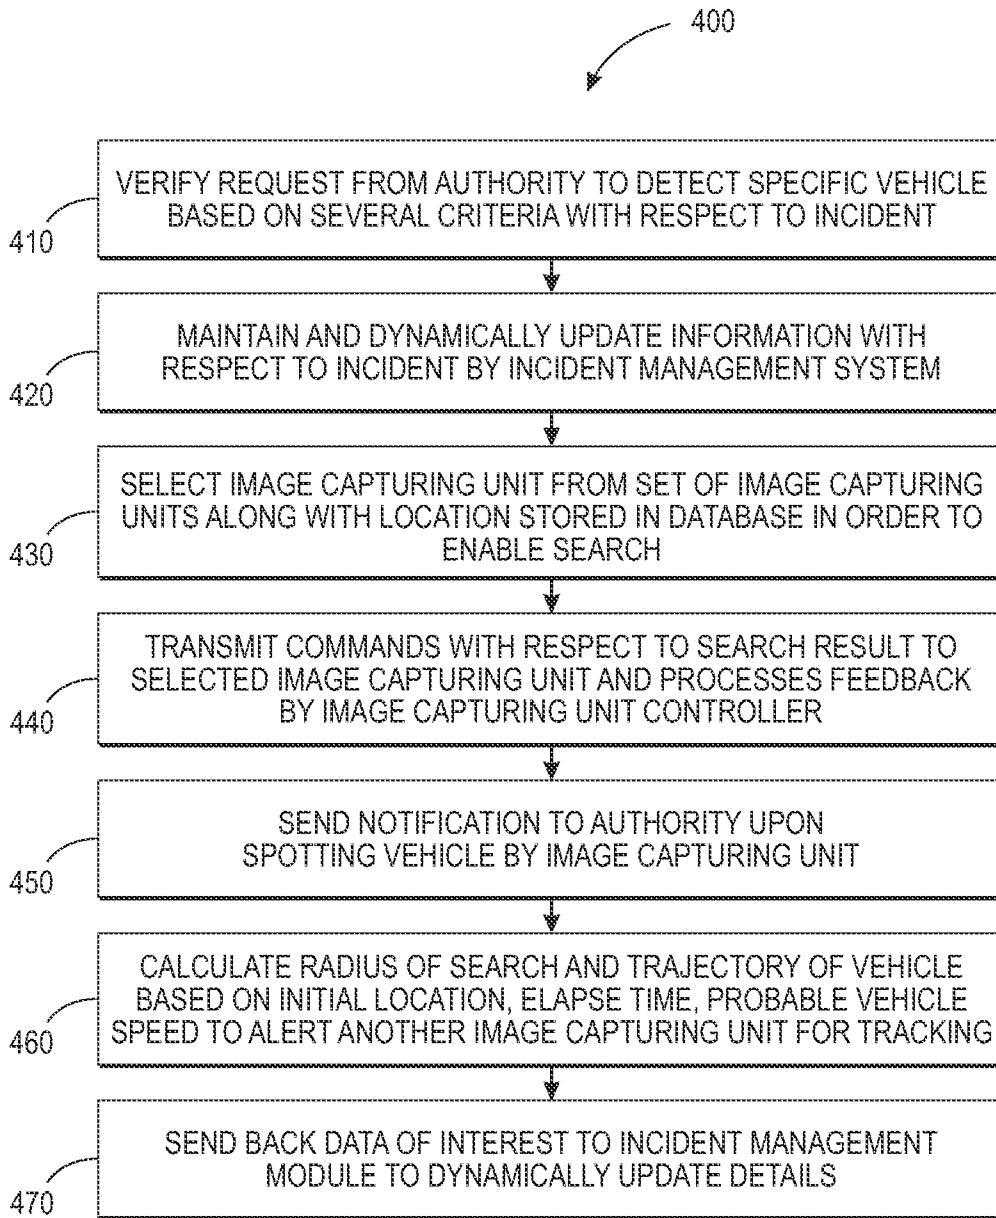 400
VERIFY REQUEST FROM AUTHORITY TO DETECT SPECIFIC VEHICLE
BASED ON SEVERAL CRITERIA WITH RESPECT TO INCIDENT
410
MAINTAIN AND DYNAMICALLY UPDATE INFORMATION WITH
RESPECT TO INCIDENT BY INCIDENT MANAGEMENT SYSTEM
420
SELECT IMAGE CAPTURING UNIT FROM SET OF IMAGE CAPTURING
UNITS ALONG WITH LOCATION STORED IN DATABASE IN ORDER TO
ENABLE SEARCH
430
TRANSMIT COMMANDS WITH RESPECT TO SEARCH RESULT TO
SELECTED IMAGE CAPTURING UNIT AND PROCESSES FEEDBACK
BY IMAGE CAPTURING UNIT CONTROLLER
440
SEND NOTIFICATION TO AUTHORITY UPON
SPOTTING VEHICLE BY IMAGE CAPTURING UNIT
450
CALCULATE RADIUS OF SEARCH AND TRAJECTORY OF VEHICLE
BASED ON INITIAL LOCATION, ELAPSE TIME, PROBABLE VEHICLE
SPEED TO ALERT ANOTHER IMAGE CAPTURING UNIT FOR TRACKING
460
SEND BACK DATA OF INTEREST TO INCIDENT MANAGEMENT
MODULE TO DYNAMICALLY UPDATE DETAILS
470